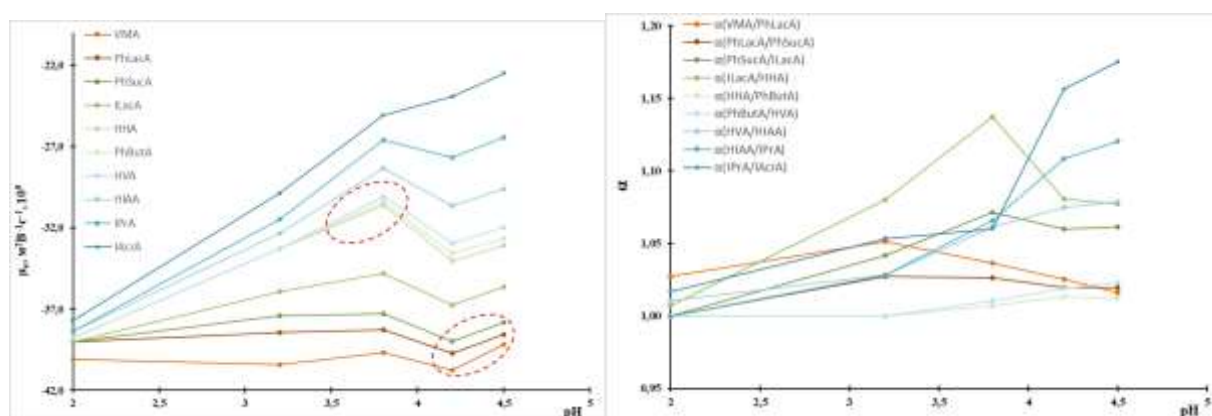 VMA
PhLacA
PhSucA
ILacA
HHA
PhButA
HVA
HIAA
IPrA
IAcrA
-22,0
-27,0
-32,0
-37,0
-42,0
2
2,5
3
3,5
4
4,5
5
pH
α(VMA/PhLacA)
α(PhLacA/PhSucA)
α(PhSucA/ILacA)
α(ILacA/HHA)
α(HHA/PhButA)
α(PhButA/HVA)
α(HVA/HIAA)
α(HIAA/IPrA)
α(IPrA/IAcrA)
α
1,20
1,15
1,10
1,05
1,00
0,95
2
2,5
3
3,5
4
4,5
5
pH